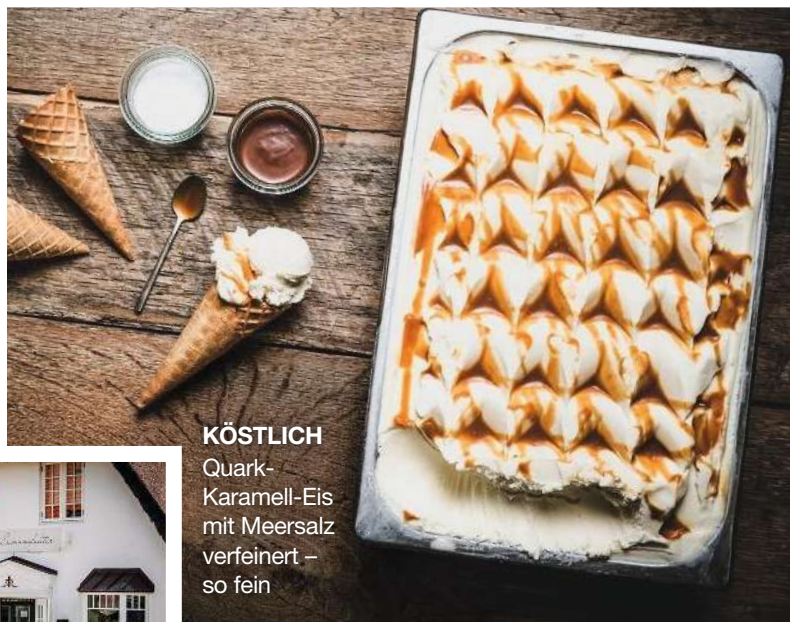 KÖSTLICH
Quark-
Karamell-Eis
mit Meersalz
verfeinert –
so fein